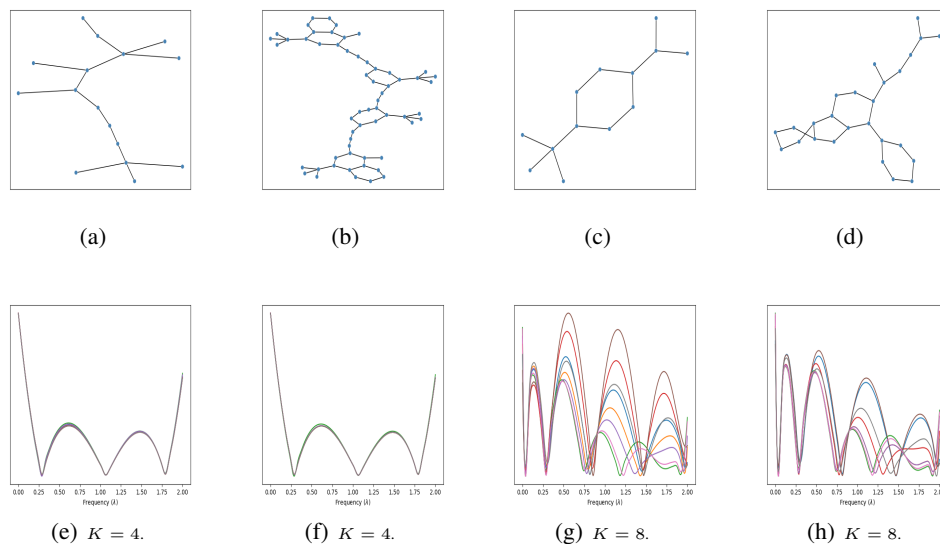 (a) (b) (c) (d)
0.00 0.25 0.50 0.75 1.00 1.25 1.50 1.75 2.00 0.00 0.25 0.50 0.75 1.00 1.25 1.50 1.75 2.00 0.00 0.25 0.50 0.75 1.00 1.25 1.50 1.75 2.00 0.00 0.25 0.50 0.75 1.00 1.25 1.50 1.75 2.00
Frequency (λ) Frequency (λ) Frequency (λ) Frequency (λ)
(e) K = 4. (f) K = 4. (g) K = 8. (h) K = 8.